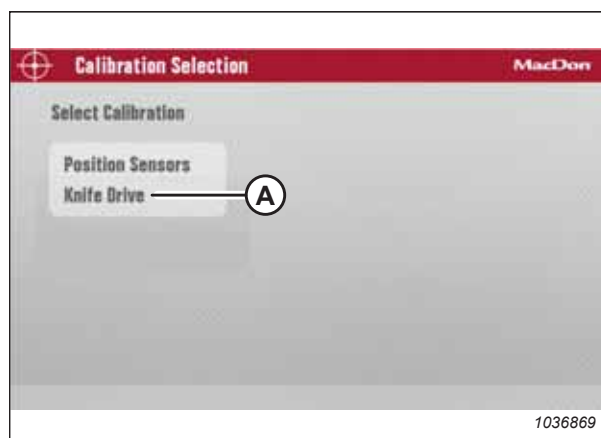 Calibration Selection MacDon
Select Calibration
Position Sensors
Knife Drive A
1036869